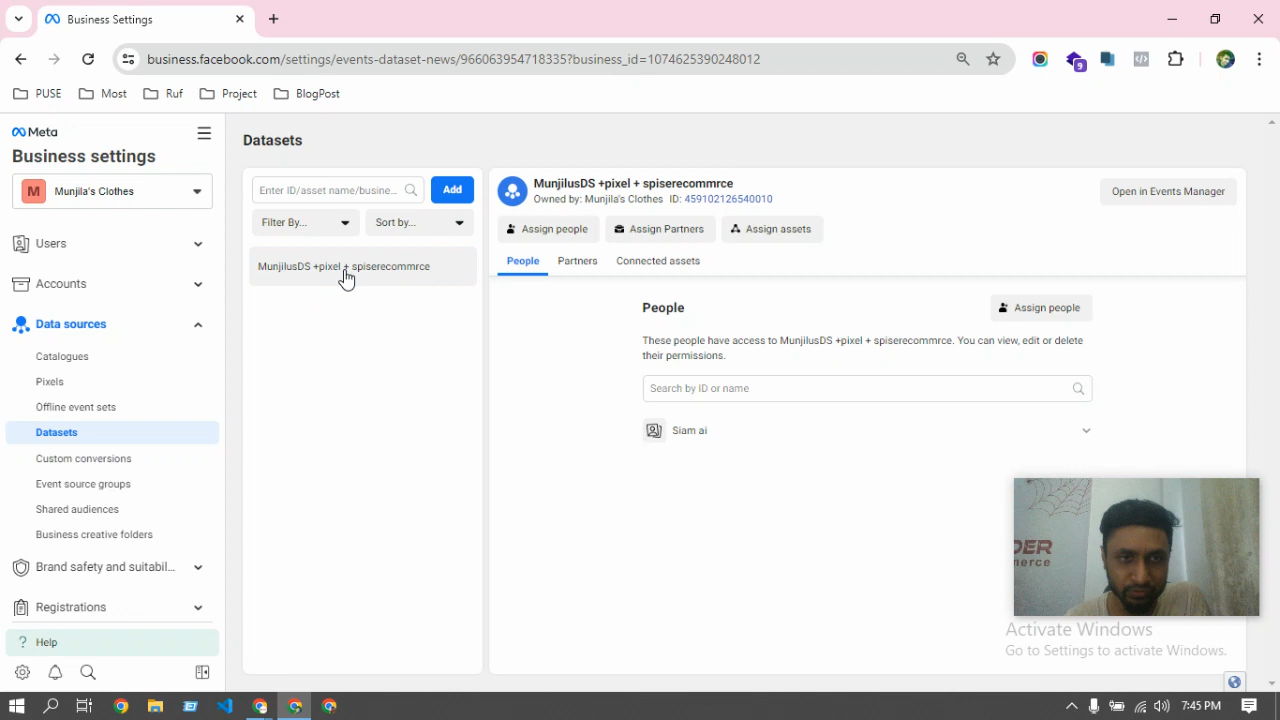 Business Settings
business.facebook.com/settings/events-dataset-news/966063954718335?business_id=1074625390248012
9
PUSE
Most
Ruf
Project
BlogPost
Meta
Business settings
M
Munjila's Clothes
Users
Accounts
Data sources
Catalogues
Pixels
Offline event sets
Datasets
Custom conversions
Event source groups
Shared audiences
Business creative folders
Brand safety and suitabil...
Registrations
? Help
Datasets
Enter ID/asset name/busine...
Add
Filter By...
Sort by...
MunjilusDS +pixel + spiserecommrce
MunjilusDS +pixel + spiserecommrce
Owned by: Munjila's Clothes ID: 459102126540010
Open in Events Manager
Assign people
Assign Partners
Assign assets
People
Partners
Connected assets
People
Assign people
These people have access to MunjilusDS +pixel + spiserecommrce. You can view, edit or delete
their permissions.
Search by ID or name
Siam ai
DER
merce
Activate Windows
Go to Settings to activate Windows.
7:45 PM